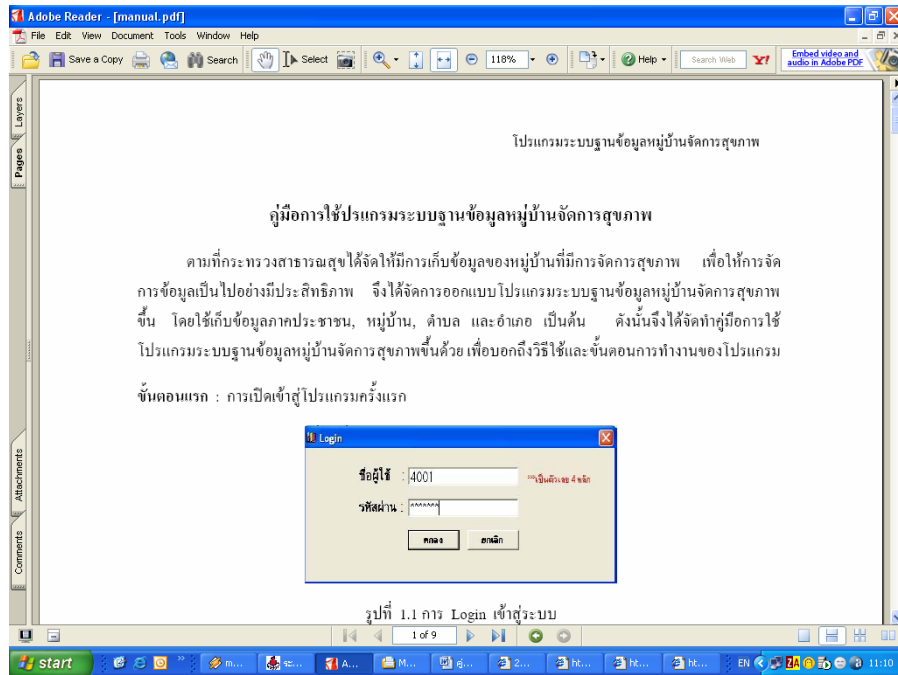 Adobe Reader - [manual.pdf]
File Edit View Document Tools Window Help
Save a Copy Search Select 118% Help Search Web Y! Embed video and audio in Adobe PDF
Layers
Pages
Attachments
Comments
โปรแกรมระบบฐานข้อมูลหมู่บ้านจัดการสุขภาพ
คู่มือการใช้ปรแกรมระบบฐานข้อมูลหมู่บ้านจัดการสุขภาพ
ตามที่กระทรวงสาธารณสุขได้จัดให้มีการเก็บข้อมูลของหมู่บ้านที่มีการจัดการสุขภาพ เพื่อให้การจัด
การข้อมูลเป็นไปอย่างมีประสิทธิภาพ จึงได้จัดการออกแบบโปรแกรมระบบฐานข้อมูลหมู่บ้านจัดการสุขภาพ
ขึ้น โดยใช้เก็บข้อมูลภาคประชาชน, หมู่บ้าน, ตำบล และอำเภอ เป็นต้น ดังนั้นจึงได้จัดทำคู่มือการใช้
โปรแกรมระบบฐานข้อมูลหมู่บ้านจัดการสุขภาพขึ้นด้วย เพื่อบอกถึงวิธีใช้และขั้นตอนการทำงานของโปรแกรม
ขั้นตอนแรก : การเปิดเข้าสู่โปรแกรมครั้งแรก
Login
ชื่อผู้ใช้ : 4001 ***เป็นตัวเลข 4 หลัก
รหัสผ่าน : *******
ตกลง ยกเลิก
รูปที่ 1.1 การ Login เข้าสู่ระบบ
1 of 9
start m... A... M... 2... ht... ht... ht... EN 11:10